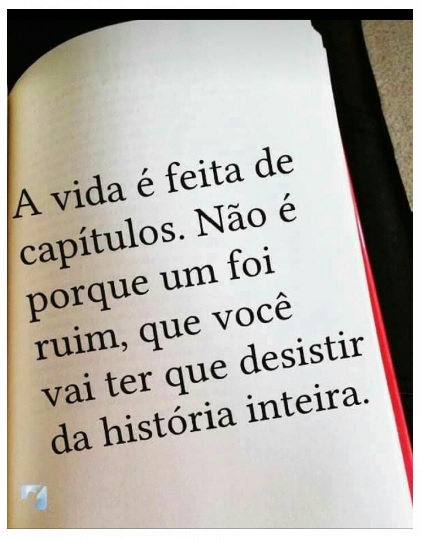 A vida é feita de
capítulos. Não é
porque um foi
ruim, que você
vai ter que desistir
da história inteira.